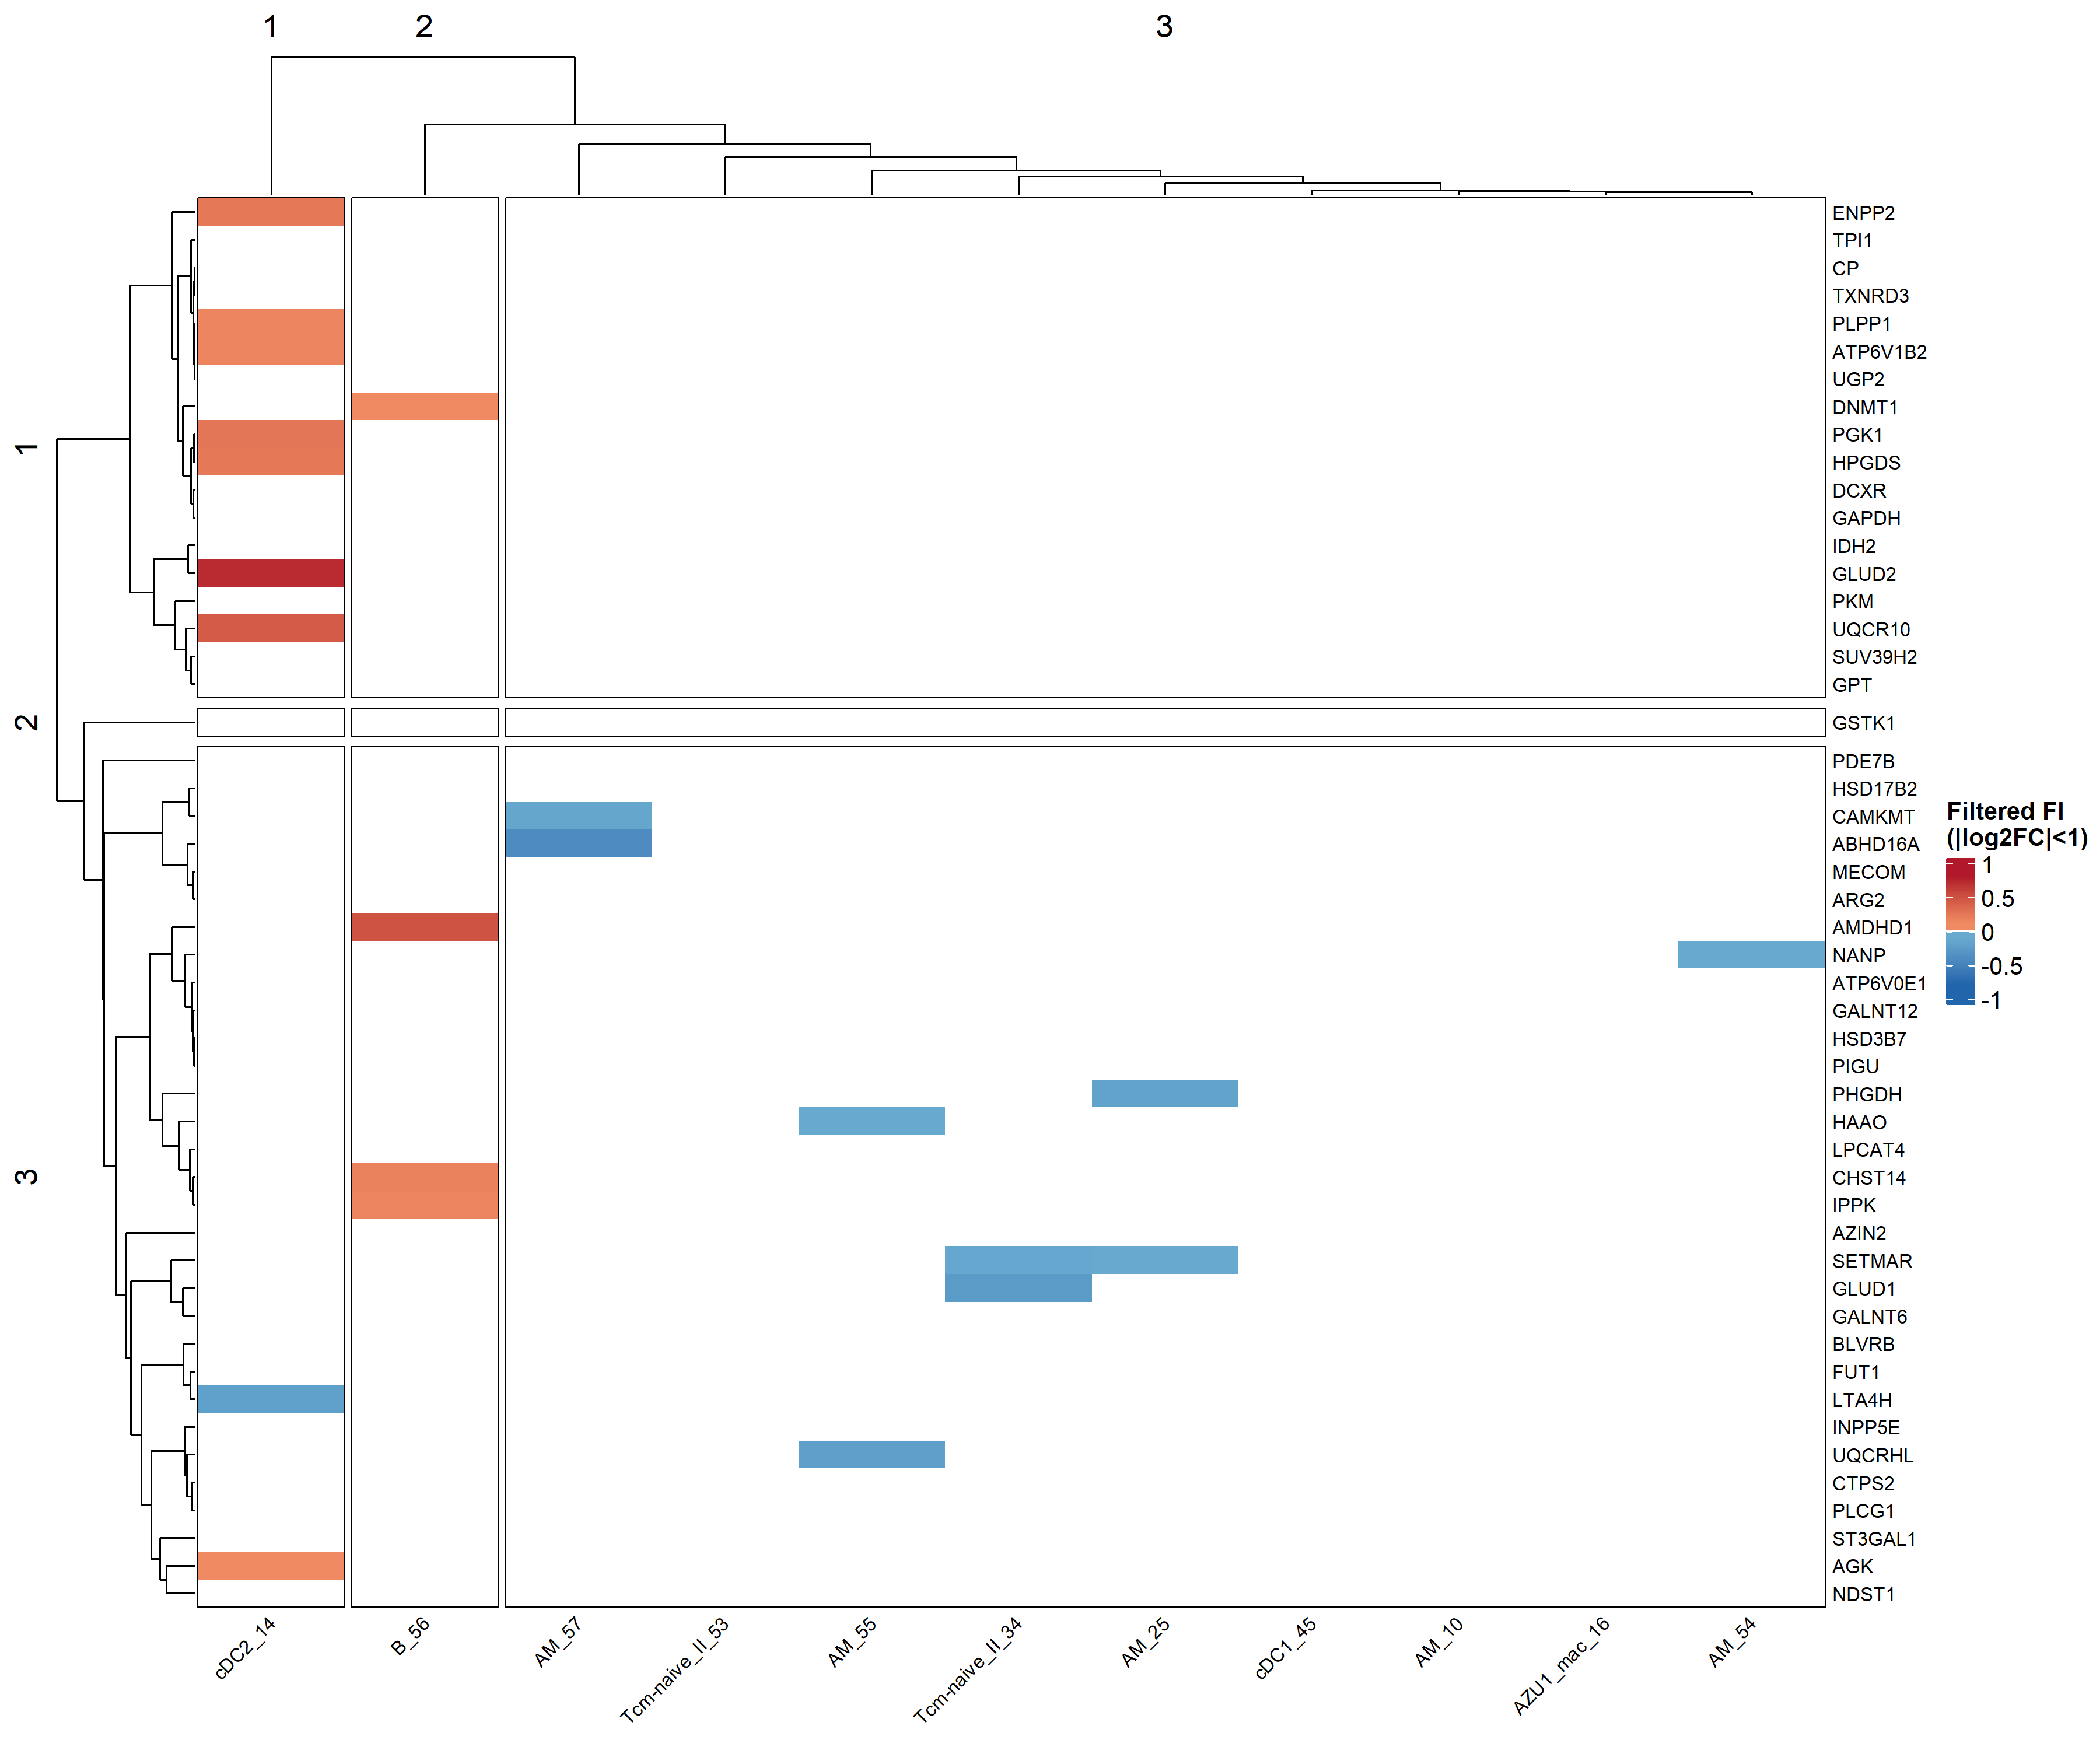 1
2
3
1
2
3
ENPP2
TPI1
CP
TXNRD3
PLPP1
ATP6V1B2
UGP2
DNMT1
PGK1
HPGDS
DCXR
GAPDH
IDH2
GLUD2
PKM
UQCR10
SUV39H2
GPT
GSTK1
PDE7B
HSD17B2
CAMKMT
ABHD16A
MECOM
ARG2
AMDHD1
NANP
ATP6V0E1
GALNT12
HSD3B7
PIGU
PHGDH
HAAO
LPCAT4
CHST14
IPPK
AZIN2
SETMAR
GLUD1
GALNT6
BLVRB
FUT1
LTA4H
INPP5E
UQCRHL
CTPS2
PLCG1
ST3GAL1
AGK
NDST1
Filtered FI
(|log2FC|<1)
1
0.5
0
-0.5
-1
cDC2_14
B_56
AM_57
Tcm-naive_II_53
AM_55
Tcm-naive_II_34
AM_25
cDC1_45
AM_10
AZU1_mac_16
AM_54